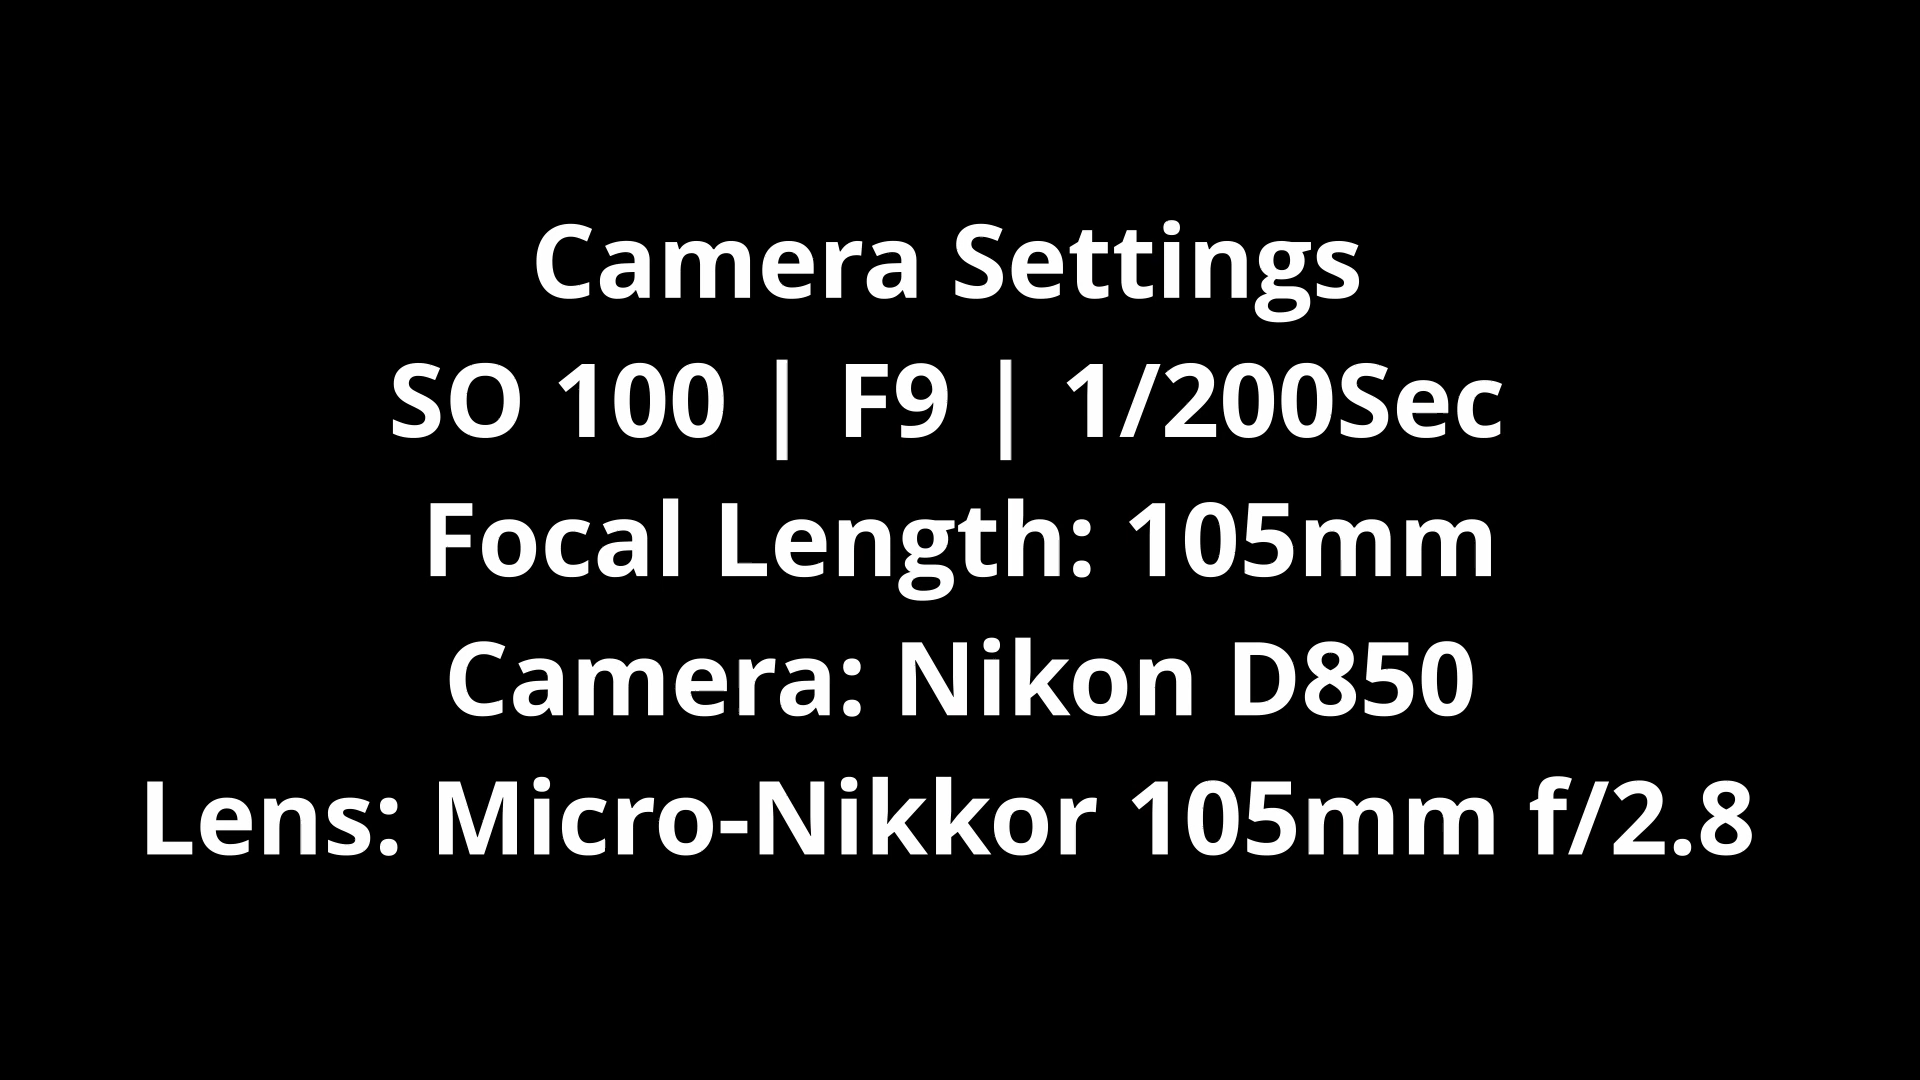 Camera Settings
SO 100 | F9 | 1/200Sec
Focal Length: 105mm
Camera: Nikon D850
Lens: Micro-Nikkor 105mm f/2.8